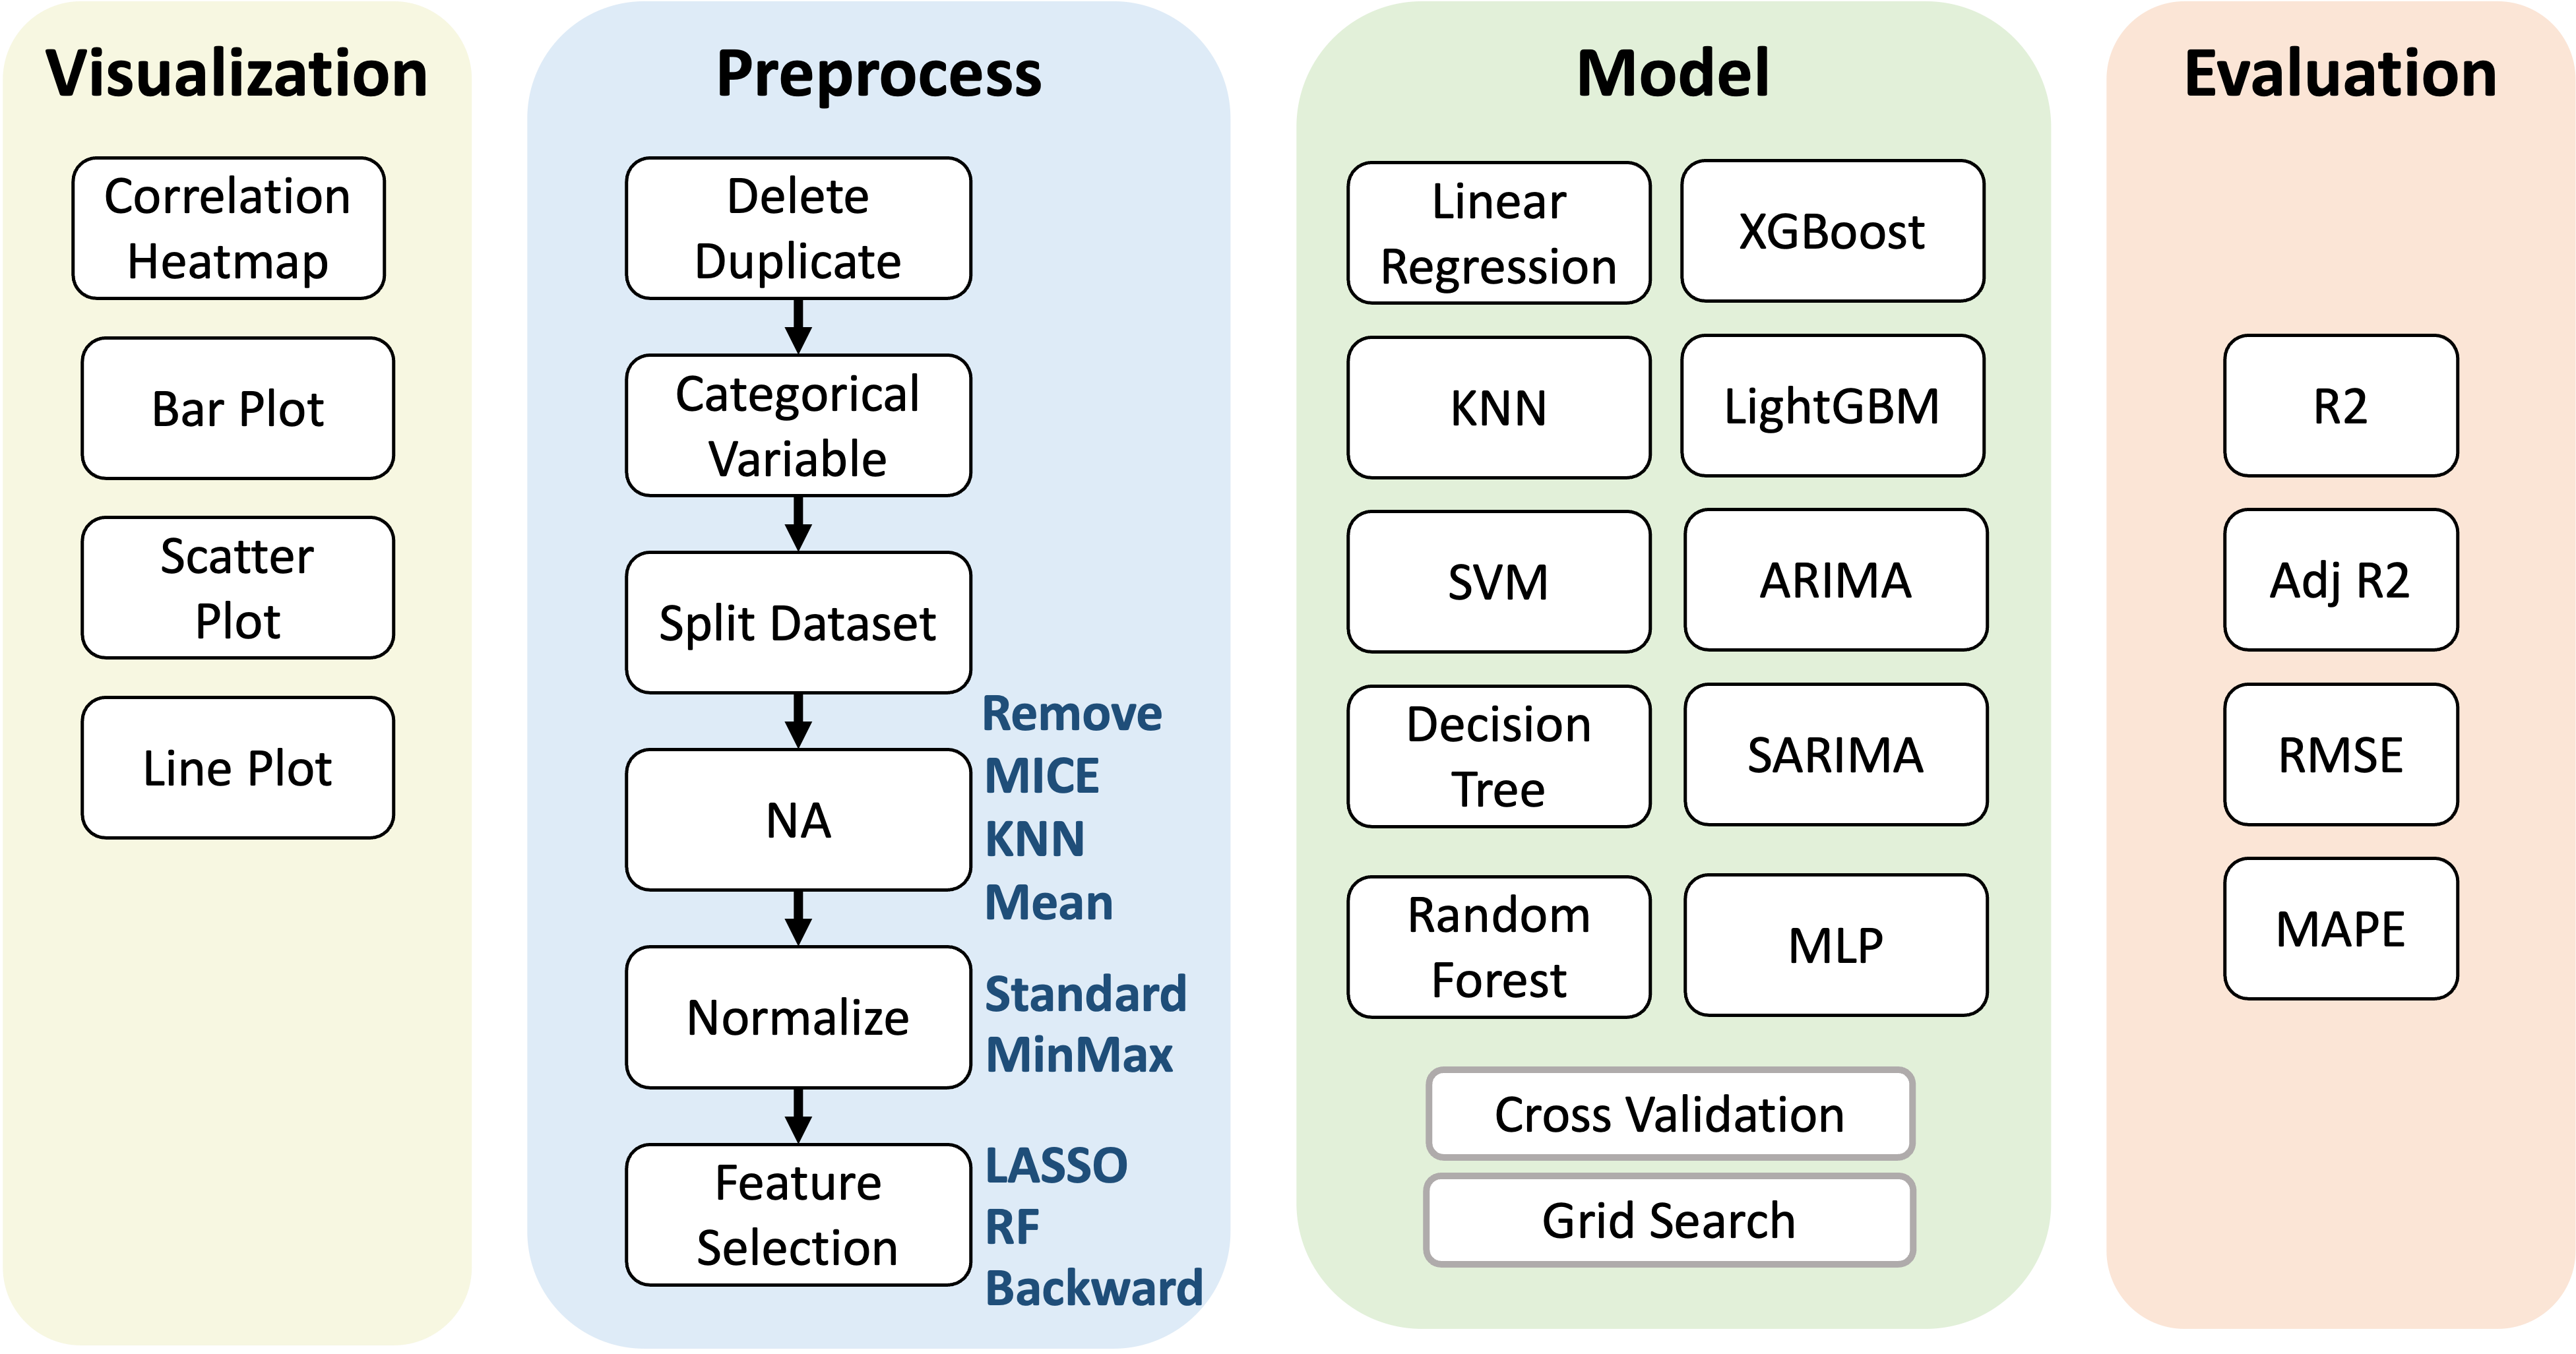 Visualization
Correlation
Heatmap
Bar Plot
Scatter
Plot
Line Plot
Preprocess
Delete
Duplicate
Categorical
Variable
Split Dataset
NA
Remove
MICE
KNN
Mean
Normalize
Standard
MinMax
Feature
Selection
LASSO
RF
Backward
Model
Linear
Regression
XGBoost
KNN
LightGBM
SVM
ARIMA
Decision
Tree
SARIMA
Random
Forest
MLP
Cross Validation
Grid Search
Evaluation
R2
Adj R2
RMSE
MAPE